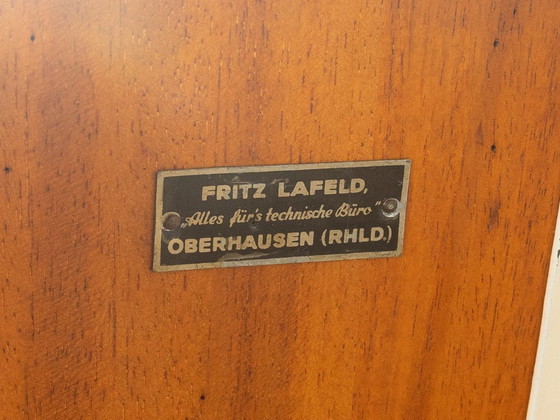 FRITZ LAFELD,
„Alles für's technische Büro"
OBERHAUSEN (RHLD.)